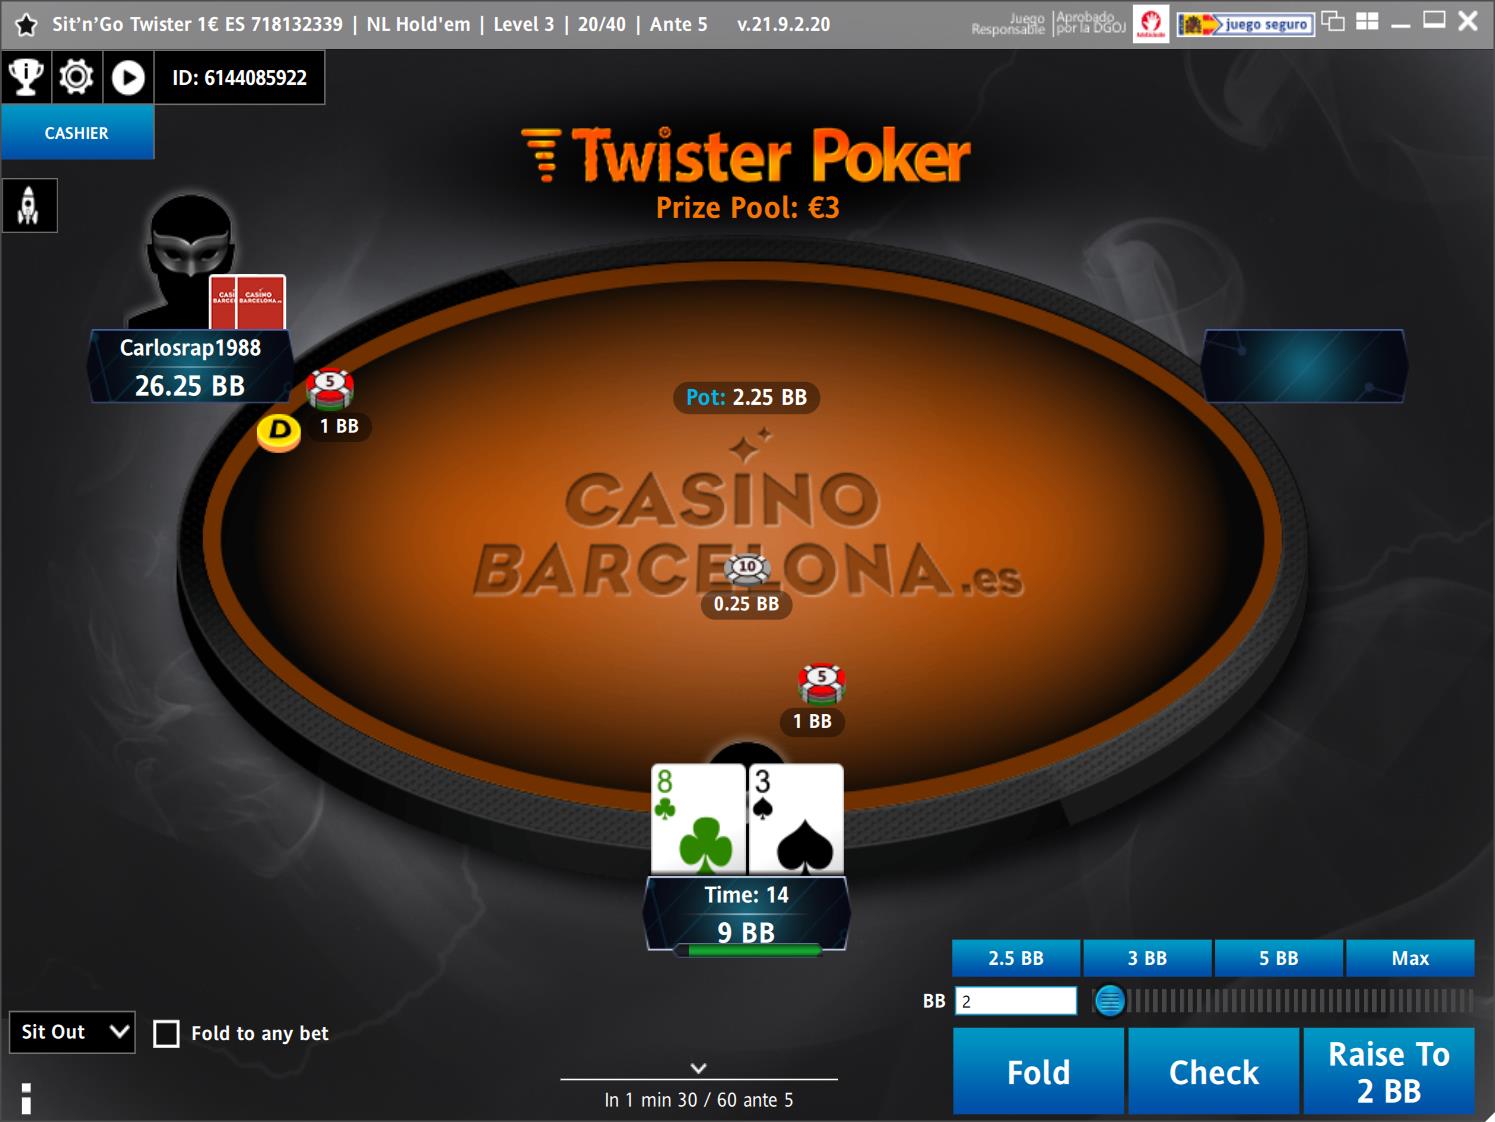 Sit'n'Go Twister 1€ ES 718132339 | NL Hold'em | Level 3 | 20/40 | Ante 5 v.21.9.2.20
Juego Responsable | Aprobado por la DGOJ
juego seguro
ID: 6144085922
CASHIER
Twister Poker
Prize Pool: €3
CASINO BARCELONA.es
Carlosrap1988
26.25 BB
5
D
1 BB
Pot: 2.25 BB
CASINO
BARCELONA.es
10
0.25 BB
5
1 BB
8 3
Time: 14
9 BB
2.5 BB 3 BB 5 BB Max
BB 2
Sit Out Fold to any bet
Fold Check Raise To 2 BB
In 1 min 30 / 60 ante 5